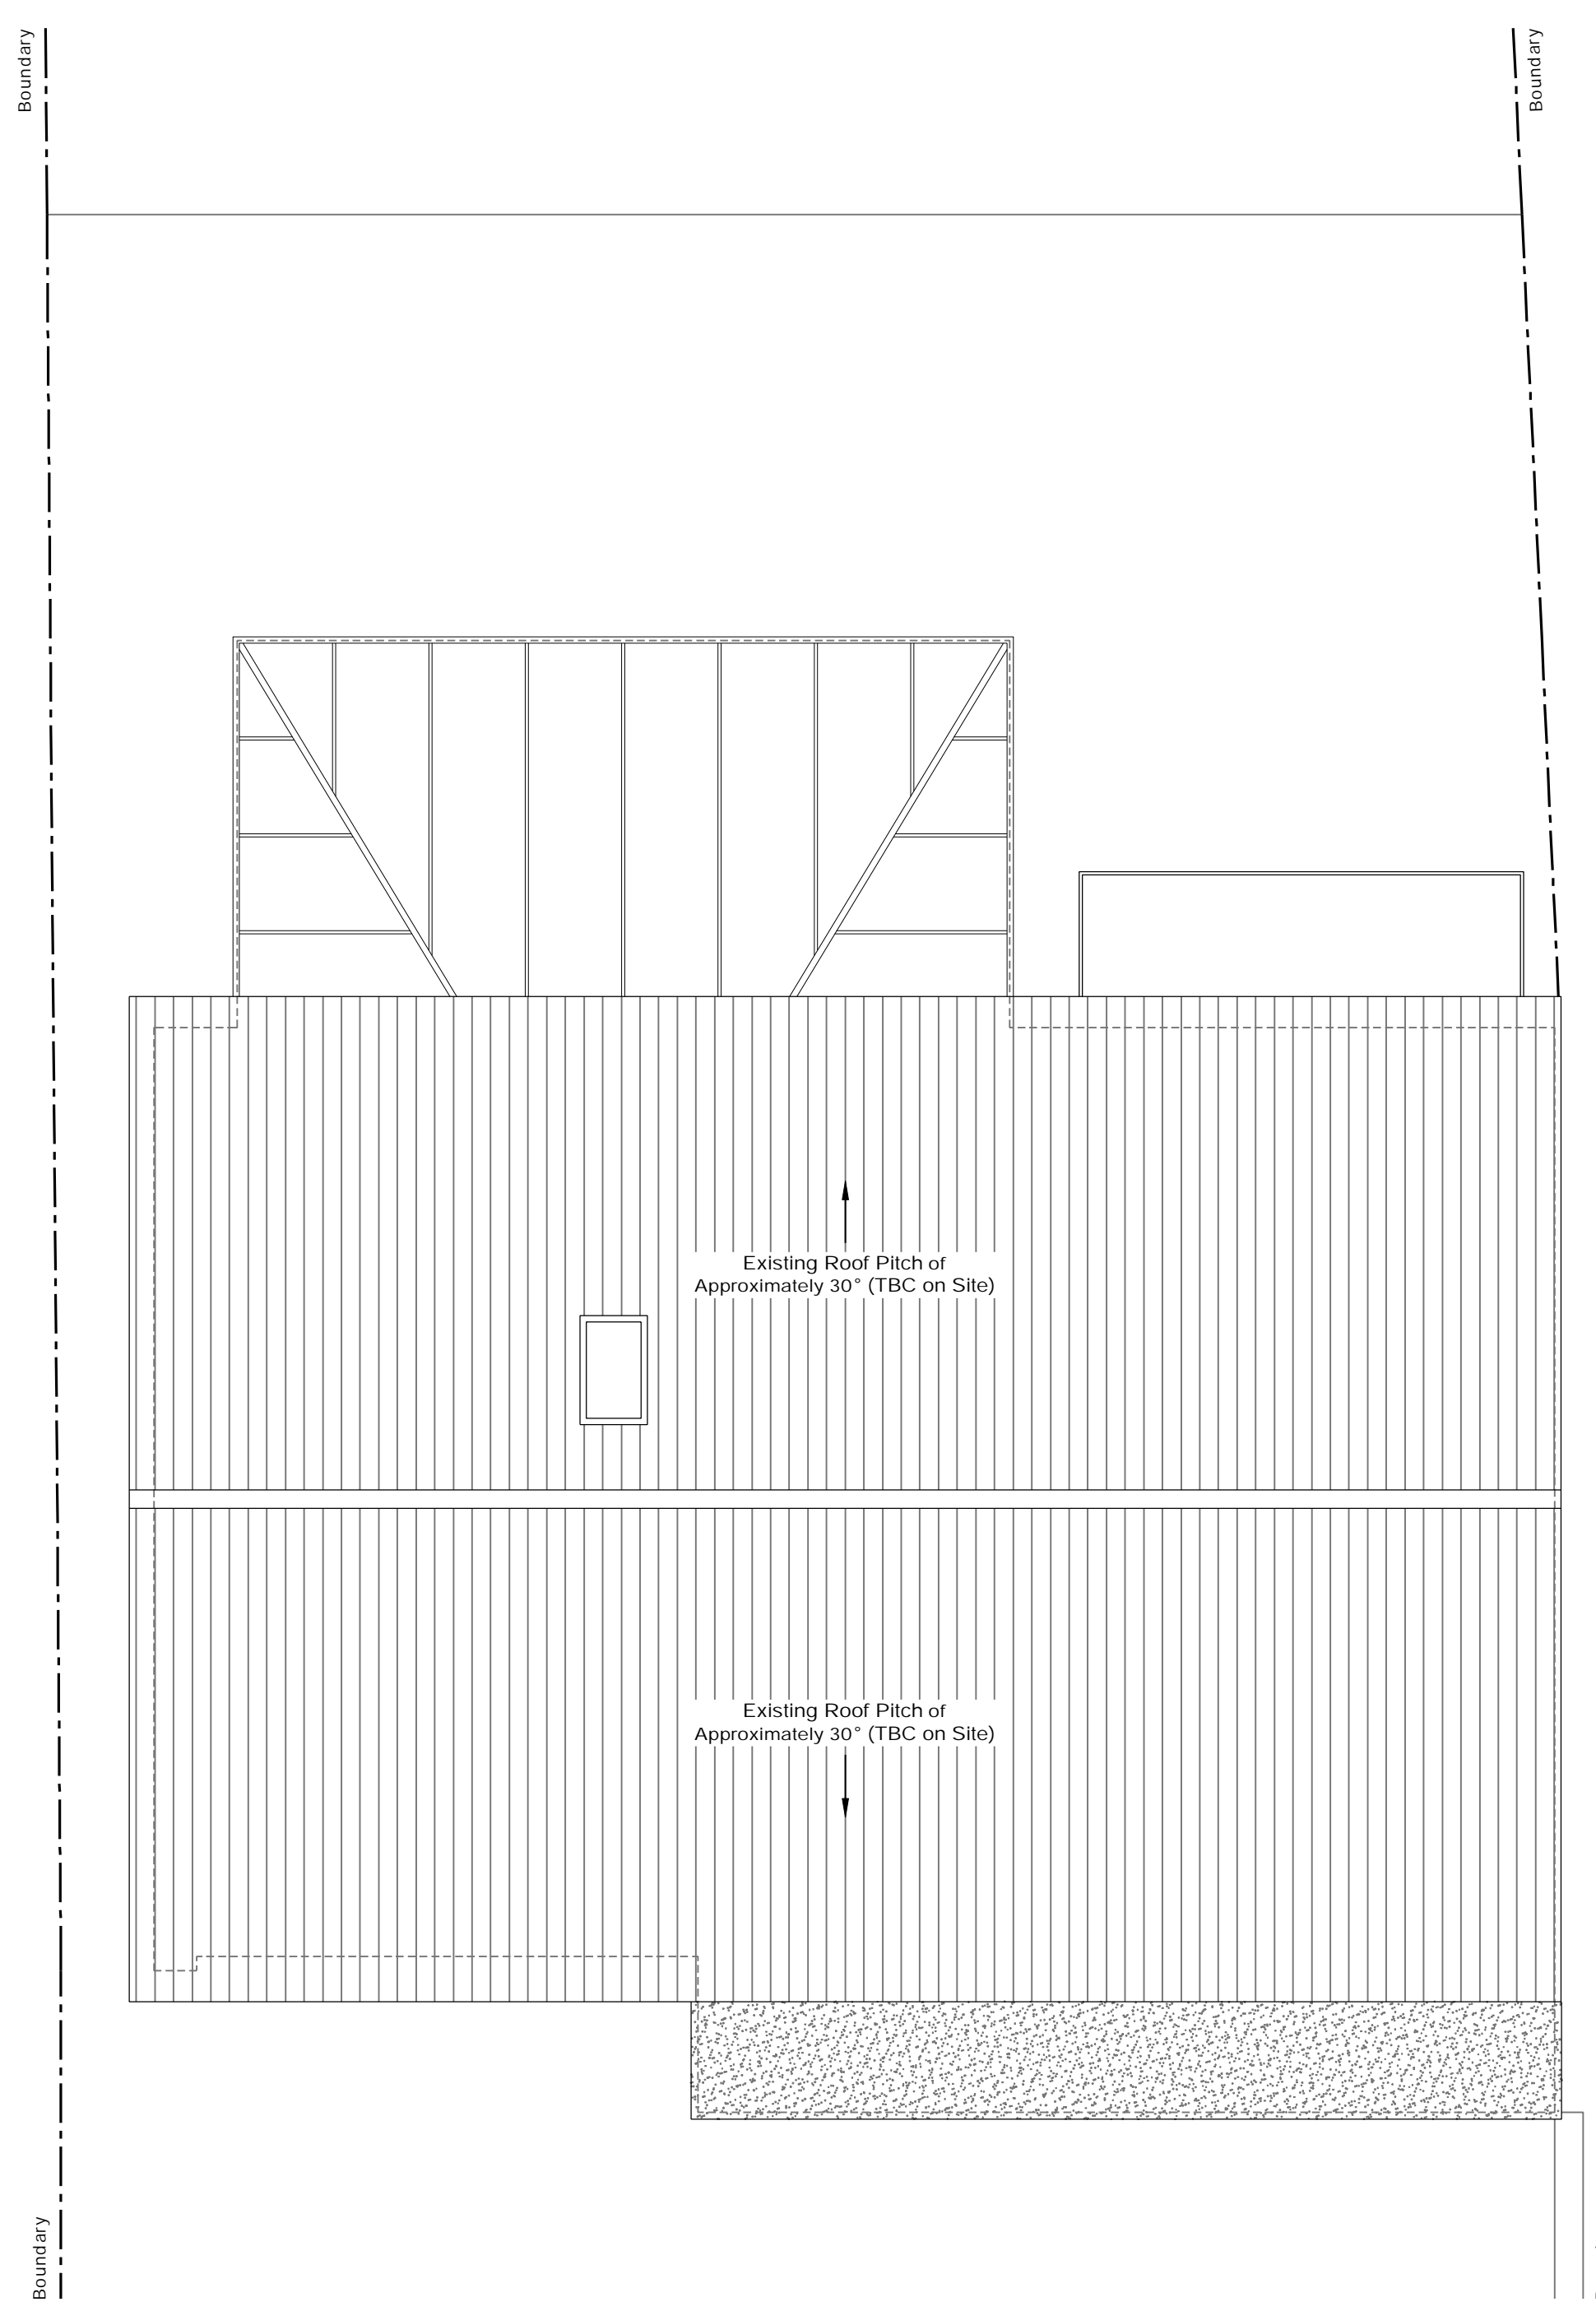 Boundary
Boundary
Existing Roof Pitch of
Approximately 30° (TBC on Site)
Existing Roof Pitch of
Approximately 30° (TBC on Site)
Boundary